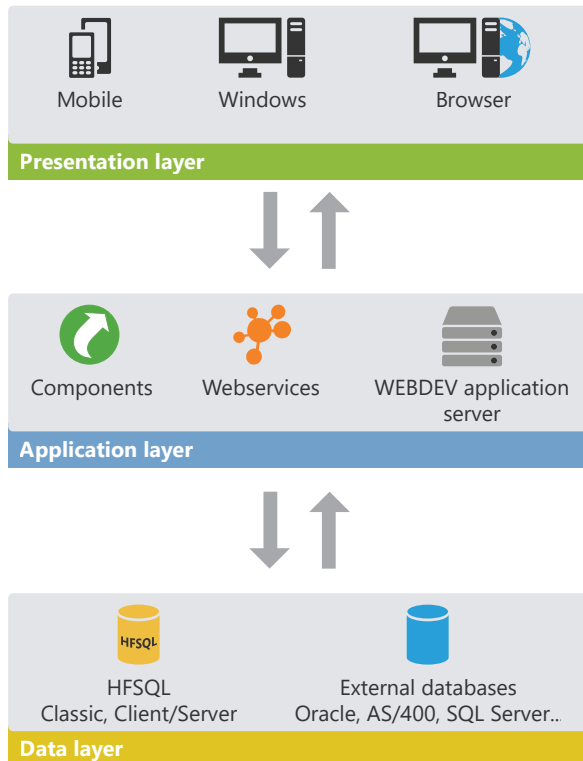 Mobile
Windows
Browser
Presentation layer
Components
Webservices
WEBDEV application
server
Application layer
HFSQL
HFSQL
Classic, Client/Server
External databases
Oracle, AS/400, SQL Server...
Data layer